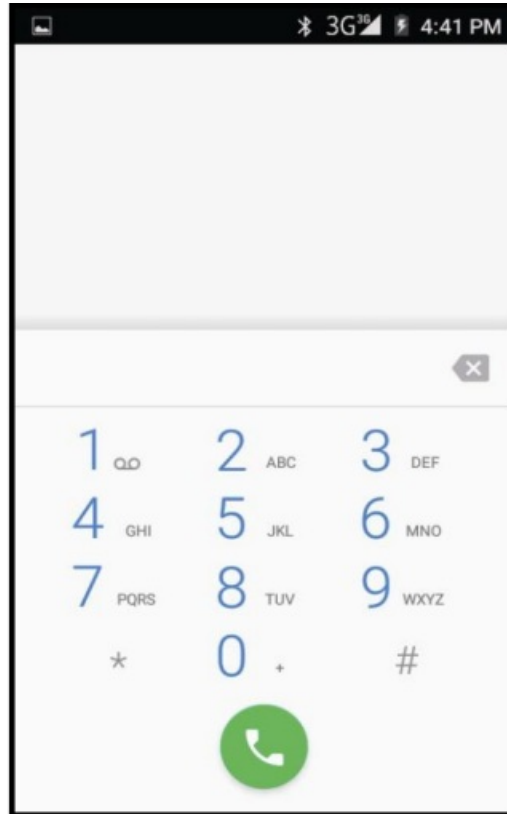 3G 3G 4:41 PM
1
2 ABC
3 DEF
4 GHI
5 JKL
6 MNO
7 PQRS
8 TUV
9 WXYZ
*
0 +
#